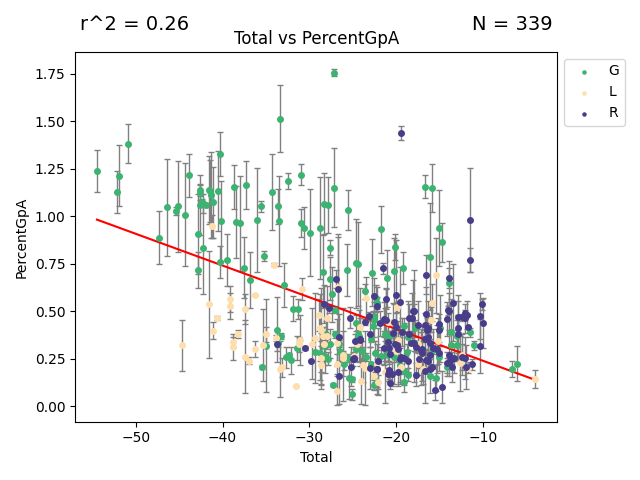 r^2 = 0.26
N = 339
Total vs PercentGpA
1.75
1.50
1.25
1.00
0.75
0.50
0.25
0.00
PercentGpA
−50
−40
−30
−20
−10
Total
G
L
R